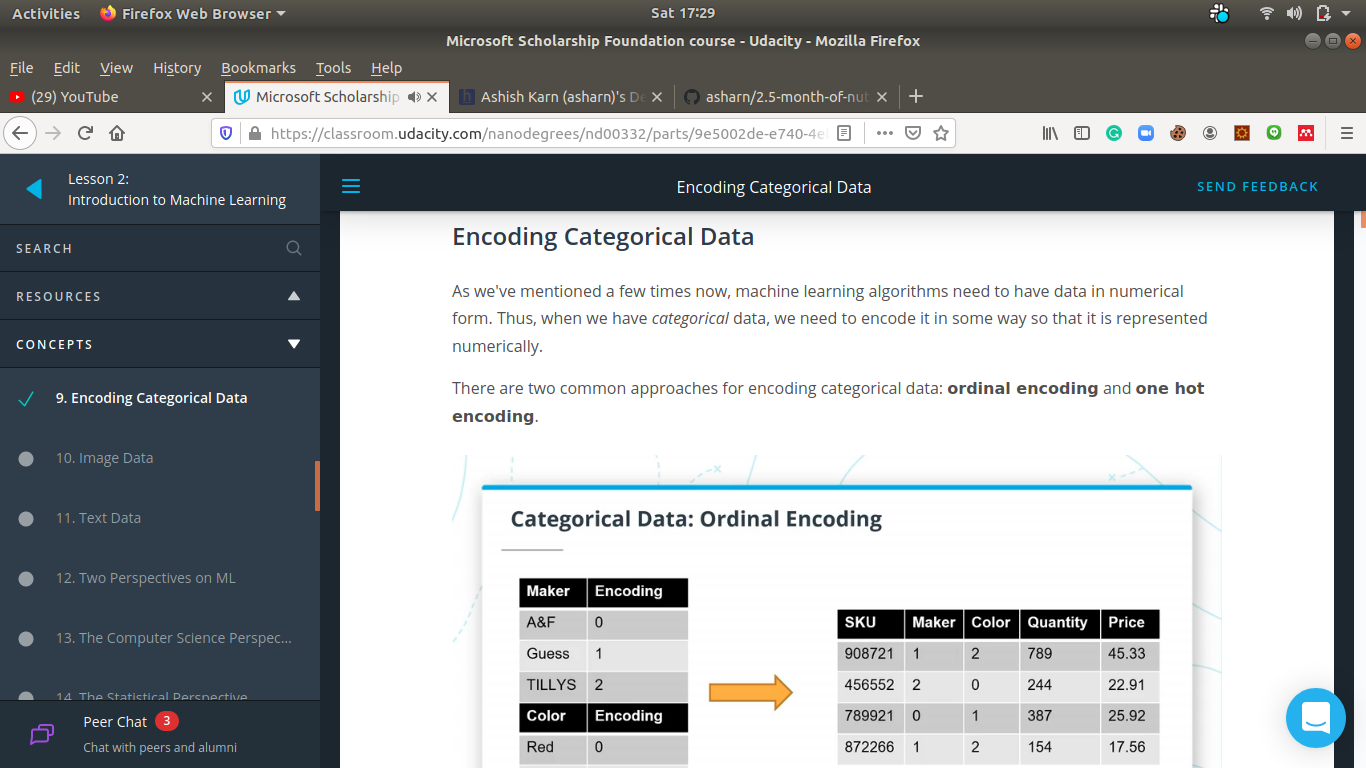 Activities Firefox Web Browser Sat 17:29
Microsoft Scholarship Foundation course - Udacity - Mozilla Firefox
File Edit View History Bookmarks Tools Help
(29) YouTube Microsoft Scholarship Ashish Karn (asharn)'s De asharn/2.5-month-of-nut
https://classroom.udacity.com/nanodegrees/nd00332/parts/9e5002de-e740-4e
Lesson 2:
Introduction to Machine Learning
SEARCH
RESOURCES
CONCEPTS
9. Encoding Categorical Data
10. Image Data
11. Text Data
12. Two Perspectives on ML
13. The Computer Science Perspec...
14. The Statistical Perspective
Peer Chat 3
Chat with peers and alumni
Encoding Categorical Data
SEND FEEDBACK
Encoding Categorical Data
As we've mentioned a few times now, machine learning algorithms need to have data in numerical
form. Thus, when we have categorical data, we need to encode it in some way so that it is represented
numerically.
There are two common approaches for encoding categorical data: ordinal encoding and one hot
encoding.
Categorical Data: Ordinal Encoding
Maker Encoding
A&F 0
Guess 1
TILLYS 2
Color Encoding
Red 0
SKU Maker Color Quantity Price
908721 1 2 789 45.33
456552 2 0 244 22.91
789921 0 1 387 25.92
872266 1 2 154 17.56